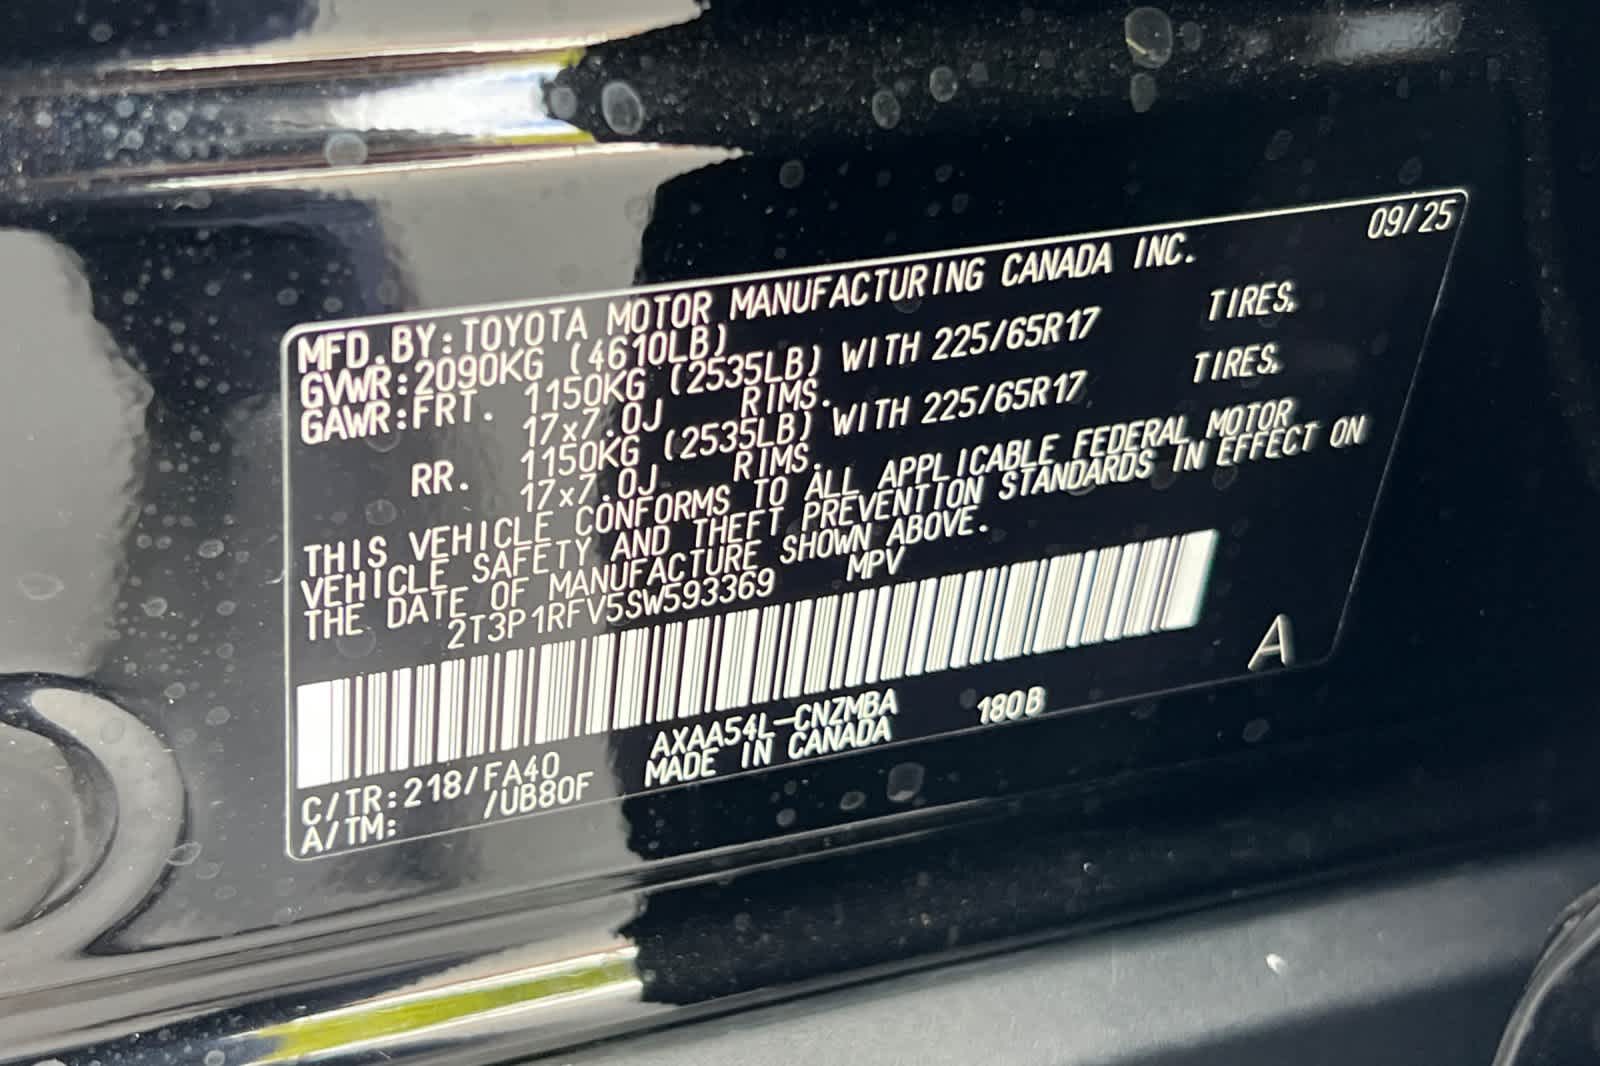 09/25
MFD.BY:TOYOTA MOTOR MANUFACTURING CANADA INC.
GVWR:2090KG (4610LB)
GAWR:FRT. 1150KG (2535LB) WITH 225/65R17 TIRES,
17x7.0J RIMS.
RR. 1150KG (2535LB) WITH 225/65R17 TIRES,
17x7.0J RIMS.
THIS VEHICLE CONFORMS TO ALL APPLICABLE FEDERAL MOTOR
VEHICLE SAFETY AND THEFT PREVENTION STANDARDS IN EFFECT ON
THE DATE OF MANUFACTURE SHOWN ABOVE.
2T3P1RFV5SW593369 MPV
A
C/TR:218/FA40 AXAA54L-CNZMBA 180B
A/TM: /UB80F MADE IN CANADA